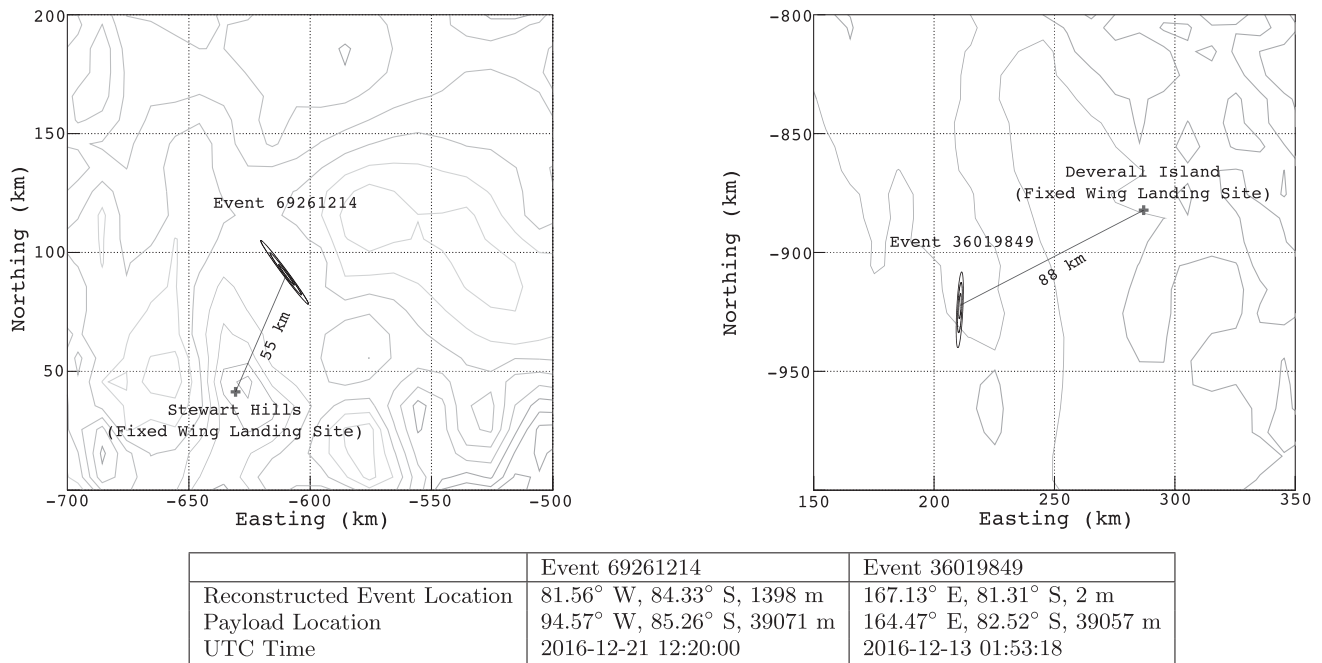 200
150
100
50
Northing (km)
Event 69261214
55 km
Stewart Hills
(Fixed Wing Landing Site)
−700 −650 −600 −550 −500
Easting (km)
−800
−850
−900
−950
Northing (km)
Deverall Island
(Fixed Wing Landing Site)
Event 36019849
88 km
150 200 250 300 350
Easting (km)
Event 69261214 Event 36019849
Reconstructed Event Location 81.56° W, 84.33° S, 1398 m 167.13° E, 81.31° S, 2 m
Payload Location 94.57° W, 85.26° S, 39071 m 164.47° E, 82.52° S, 39057 m
UTC Time 2016-12-21 12:20:00 2016-12-13 01:53:18